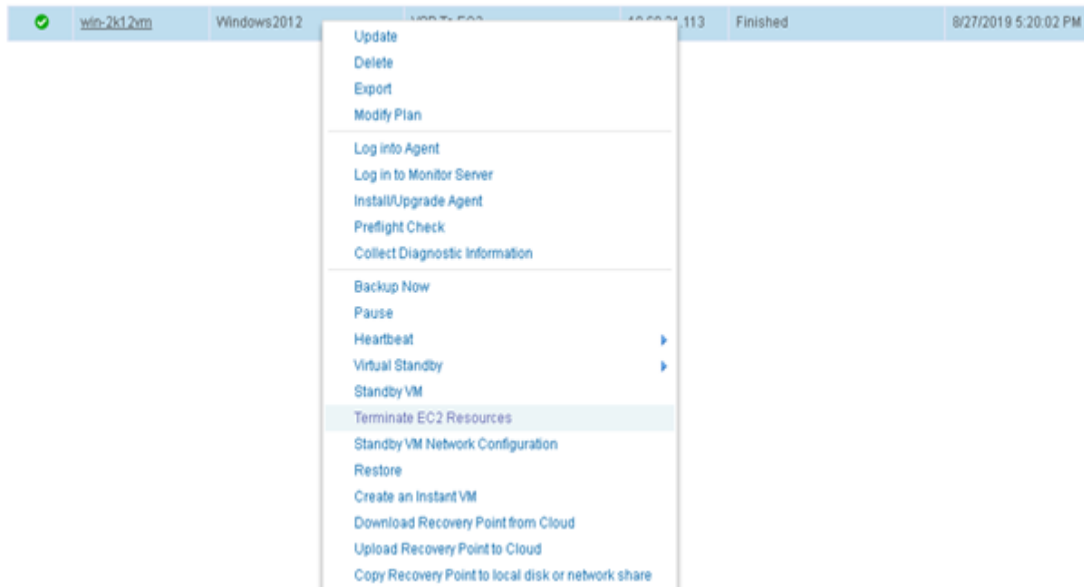 win-2k12vm Windows2012 113 Finished 8/27/2019 5:20:02 PM
Update
Delete
Export
Modify Plan
Log into Agent
Log in to Monitor Server
Install/Upgrade Agent
Preflight Check
Collect Diagnostic Information
Backup Now
Pause
Heartbeat
Virtual Standby
Standby VM
Terminate EC2 Resources
Standby VM Network Configuration
Restore
Create an Instant VM
Download Recovery Point from Cloud
Upload Recovery Point to Cloud
Copy Recovery Point to local disk or network share